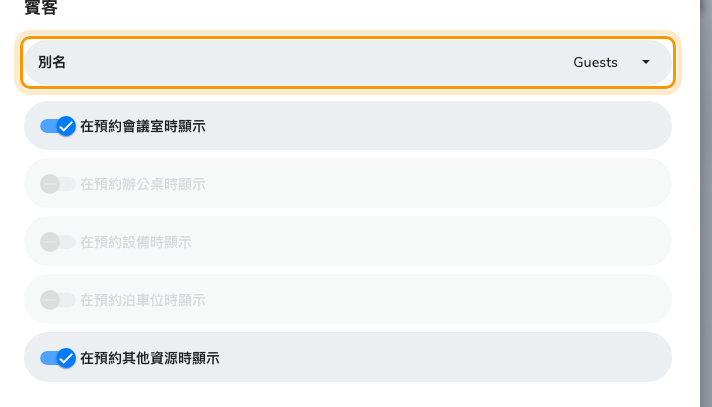 賓客
別名
Guests
在預約會議室時顯示
在預約辦公桌時顯示
在預約設備時顯示
在預約泊車位時顯示
在預約其他資源時顯示